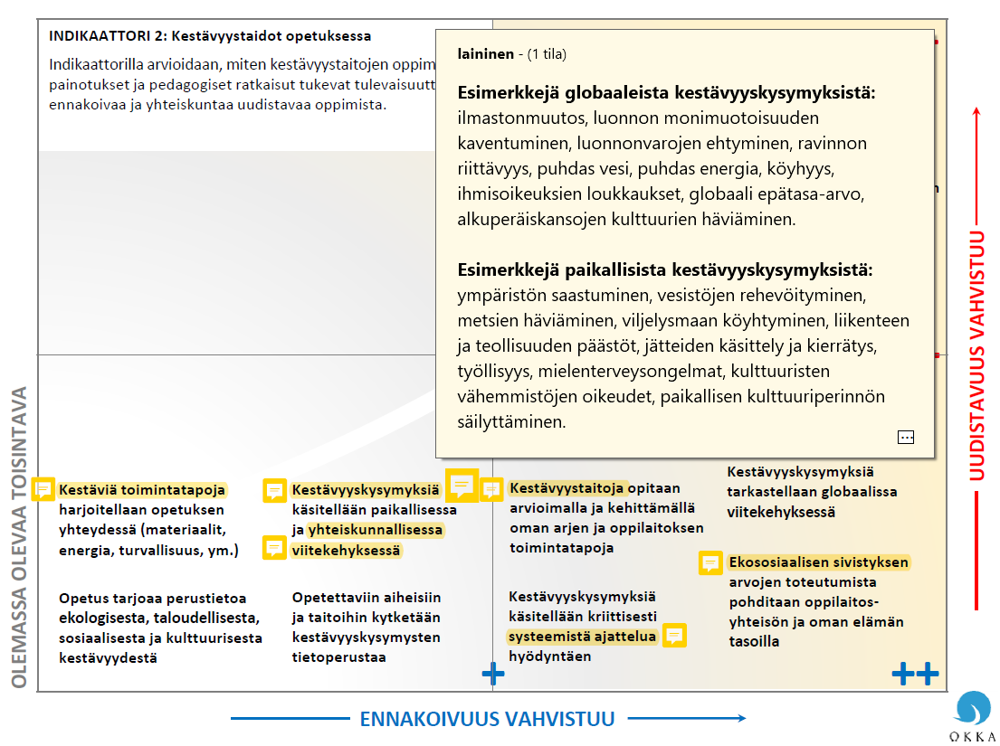 INDIKAATTORI 2: Kestävyystaidot opetuksessa
Indikaattorilla arvioidaan, miten kestävyystaitojen oppim
painotukset ja pedagogiset ratkaisut tukevat tulevaisuutt
ennakoivaa ja yhteiskuntaa uudistavaa oppimista.
laininen - (1 tila)
Esimerkkejä globaaleista kestävyyskysymyksistä:
ilmastonmuutos, luonnon monimuotoisuuden
kaventuminen, luonnonvarojen ehtyminen, ravinnon
riittävyys, puhdas vesi, puhdas energia, köyhyys,
ihmisoikeuksien loukkaukset, globaali epätasa-arvo,
alkuperäiskansojen kulttuurien häviäminen.
Esimerkkejä paikallisista kestävyyskysymyksistä:
ympäristön saastuminen, vesistöjen rehevöityminen,
metsien häviäminen, viljelysmaan köyhtyminen, liikenteen
ja teollisuuden päästöt, jätteiden käsittely ja kierrätys,
työllisyys, mielenterveysongelmat, kulttuuristen
vähemmistöjen oikeudet, paikallisen kulttuuriperinnön
säilyttäminen.
Kestäviä toimintatapoja
harjoitellaan opetuksen
yhteydessä (materiaalit,
energia, turvallisuus, ym.)
Kestävyyskysymyksiä
käsitellään paikallisessa
ja yhteiskunnallisessa
viitekehyksessä
Kestävyystaitoja opitaan
arvioimalla ja kehittämällä
oman arjen ja oppilaitoksen
toimintatapoja
Kestävyyskysymyksiä
tarkastellaan globaalissa
viitekehyksessä
Opetus tarjoaa perustietoa
ekologisesta, taloudellisesta,
sosiaalisesta ja kulttuurisesta
kestävyydestä
Opetettaviin aiheisiin
ja taitoihin kytketään
kestävyyskysymysten
tietoperustaa
Kestävyyskysymyksiä
käsitellään kriittisesti
systeemistä ajattelua
hyödyntäen
Ekososiaalisen sivistyksen
arvojen toteutumista
pohditaan oppilaitos-
yhteisön ja oman elämän
tasoilla
+
++
OLEMASSA OLEVAA TOISINTAVA
UUDISTAVUUS VAHVISTUU
ENNAKOIVUUS VAHVISTUU
OKKA